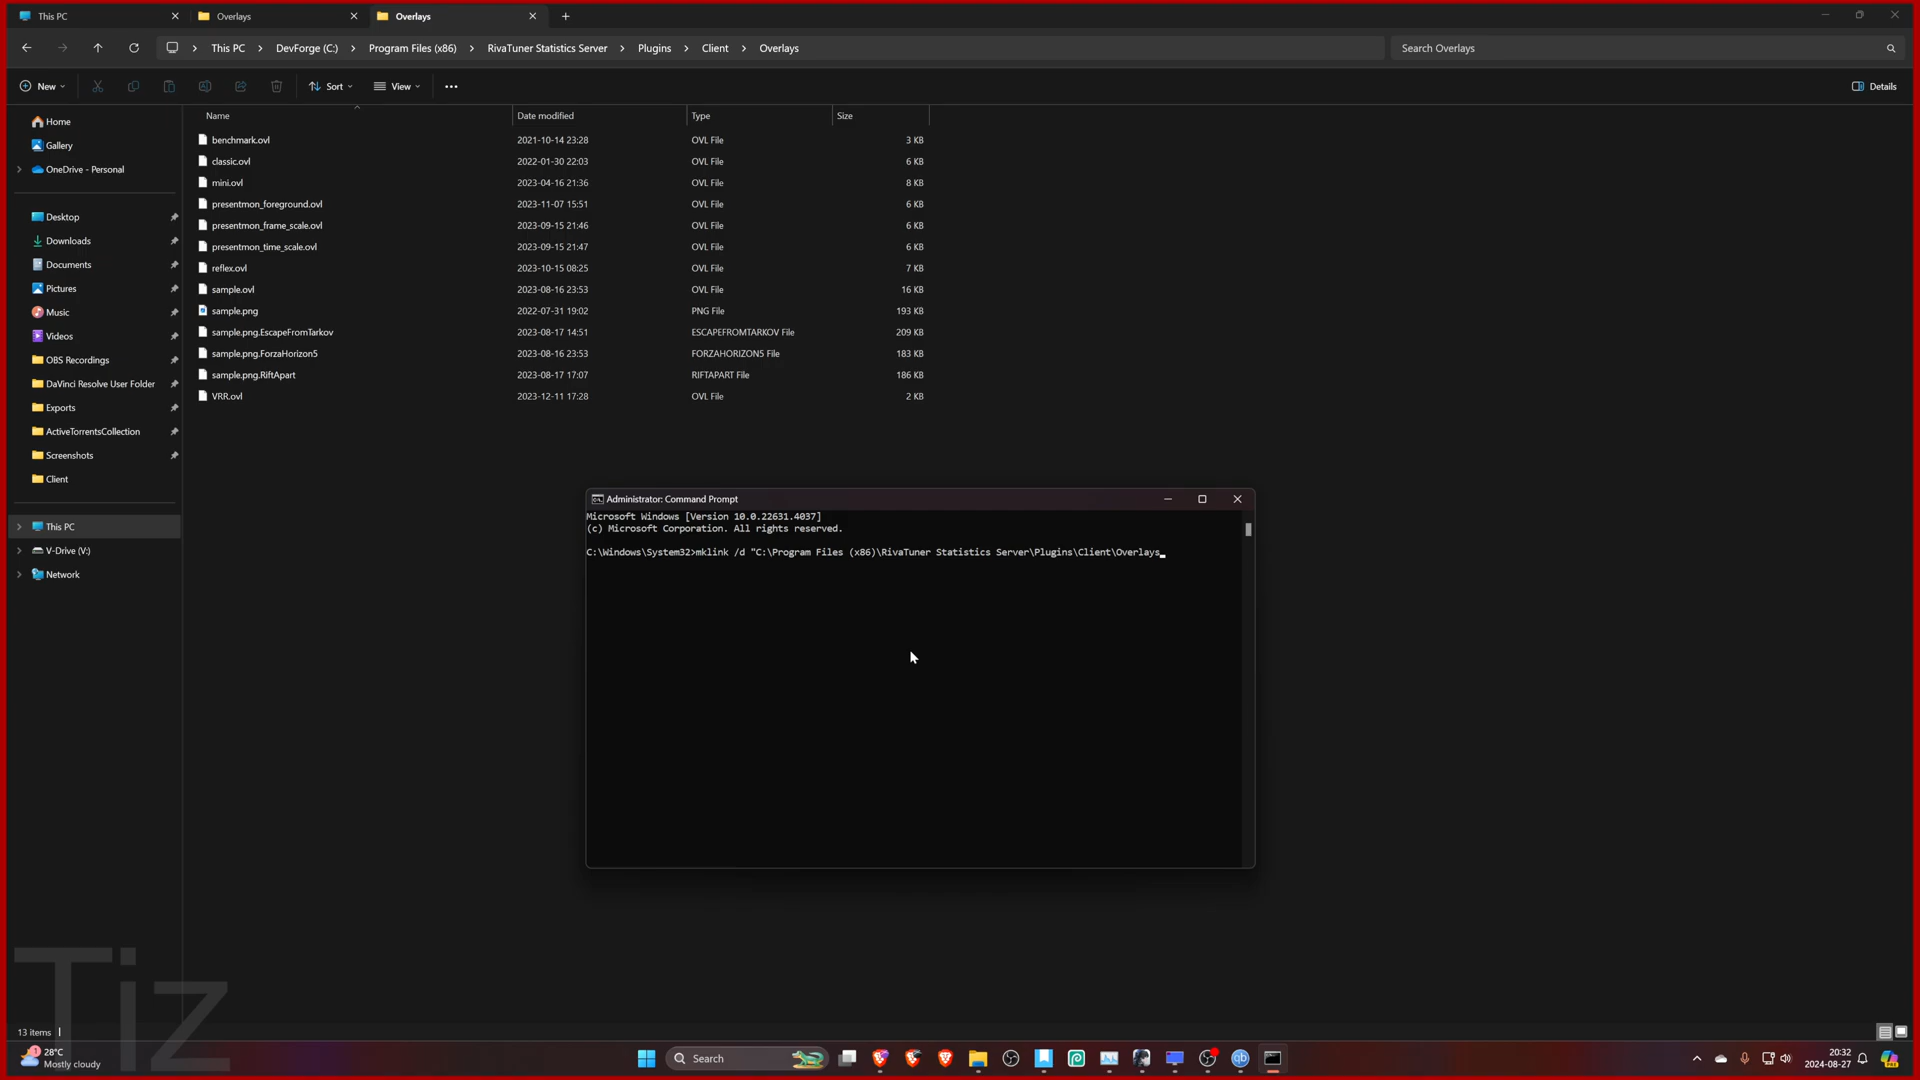 This PC
Overlays
Overlays
This PC > DevForge (C:) > Program Files (x86) > RivaTuner Statistics Server > Plugins > Client > Overlays
Search Overlays
New
Sort
View
Details
Name Date modified Type Size
benchmark.ovl 2021-10-14 23:28 OVL File 3 KB
classic.ovl 2022-01-30 22:03 OVL File 6 KB
mini.ovl 2023-04-16 21:36 OVL File 8 KB
presentmon_foreground.ovl 2023-11-07 15:51 OVL File 6 KB
presentmon_frame_scale.ovl 2023-09-15 21:46 OVL File 6 KB
presentmon_time_scale.ovl 2023-09-15 21:47 OVL File 6 KB
reflex.ovl 2023-10-15 08:25 OVL File 7 KB
sample.ovl 2023-08-16 23:53 OVL File 16 KB
sample.png 2022-07-31 19:02 PNG File 193 KB
sample.png.EscapeFromTarkov 2023-08-17 14:51 ESCAPEFROMTARKOV File 209 KB
sample.png.ForzaHorizon5 2023-08-16 23:53 FORZAHORIZON5 File 183 KB
sample.png.RiftApart 2023-08-17 17:07 RIFTAPART File 186 KB
VRR.ovl 2023-12-11 17:28 OVL File 2 KB
Home
Gallery
OneDrive - Personal
Desktop
Downloads
Documents
Pictures
Music
Videos
OBS Recordings
DaVinci Resolve User Folder
Exports
ActiveTorrentsCollection
Screenshots
Client
This PC
V-Drive (V:)
Network
Administrator: Command Prompt
Microsoft Windows [Version 10.0.22631.4037]
(c) Microsoft Corporation. All rights reserved.
C:\Windows\System32>mklink /d "C:\Program Files (x86)\RivaTuner Statistics Server\Plugins\Client\Overlays
Tiz
13 items
28°C
Mostly cloudy
Search
20:32
2024-08-27